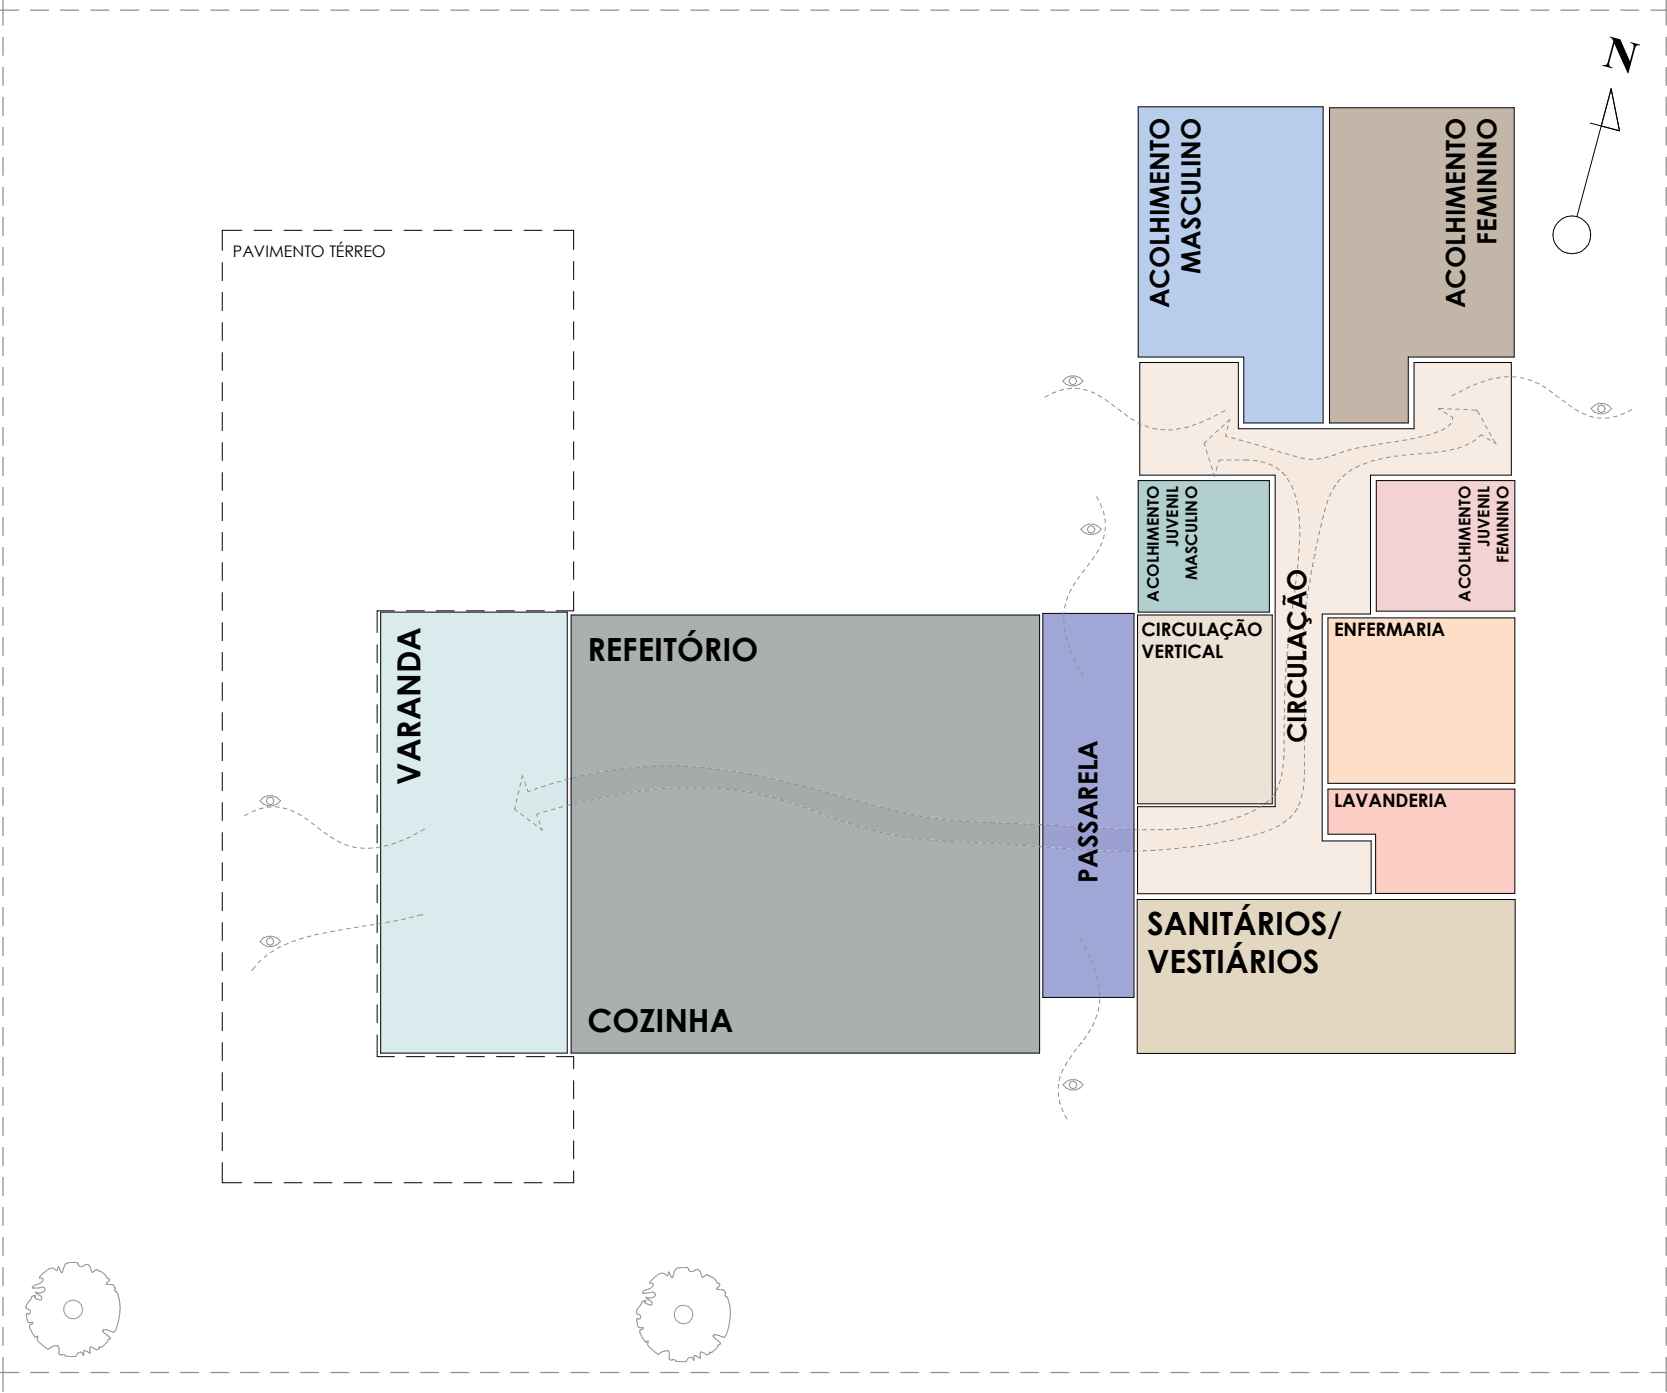 N
ACOLHIMENTO
MASCULINO
ACOLHIMENTO
FEMININO
PAVIMENTO TÉRREO
ACOLHIMENTO
JUVENIL
MASCULINO
ACOLHIMENTO
JUVENIL
FEMININO
VARANDA
REFEITÓRIO
COZINHA
PASSARELA
CIRCULAÇÃO
VERTICAL
CIRCULAÇÃO
ENFERMARIA
LAVANDERIA
SANITÁRIOS/
VESTIÁRIOS